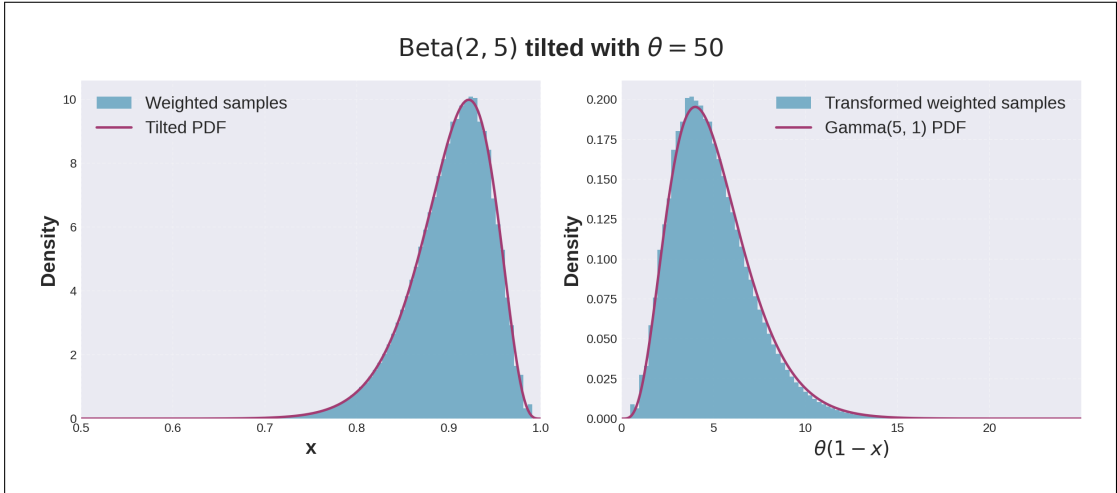 Beta(2, 5) tilted with θ = 50
Weighted samples
Tilted PDF
Density
10
8
6
4
2
0
0.5 0.6 0.7 0.8 0.9 1.0
x
Transformed weighted samples
Gamma(5, 1) PDF
Density
0.200
0.175
0.150
0.125
0.100
0.075
0.050
0.025
0.000
0 5 10 15 20
θ(1 − x)